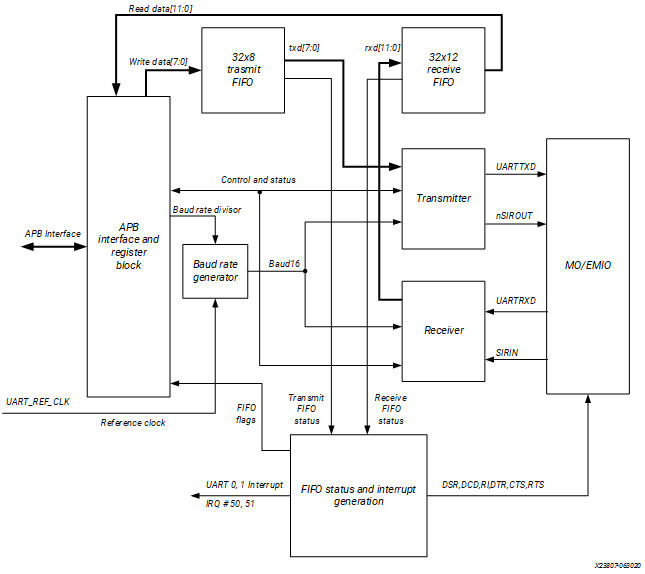 Read data[11:0]
Write data[7:0]
32x8
trasmit
FIFO
txd[7:0]
rxd[11:0]
32x12
receive
FIFO
Control and status
Transmitter
UARTTXD
nSIROUT
Baud rate divisor
APB Interface
APB
interface and
register
block
Baud rate
generator
Baud16
MO/EMIO
UARTRXD
Receiver
SIRIN
UART_REF_CLK
Reference clock
FIFO
flags
Transmit
FIFO
status
Receive
FIFO
status
UART 0, 1 Interrupt
IRQ # 50, 51
FIFO status and interrupt
generation
DSR,DCD,RI,DTR,CTS,RTS
X23807-063020